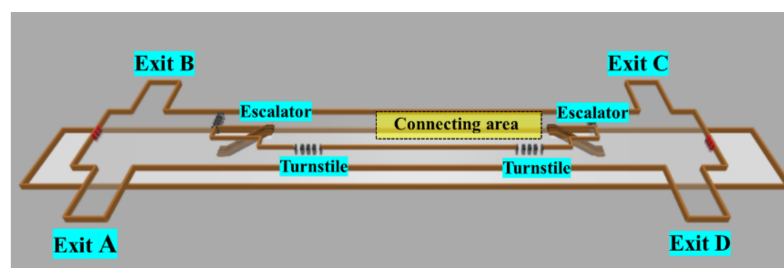 Exit B
Exit C
Escalator
Escalator
Connecting area
Turnstile
Turnstile
Exit A
Exit D